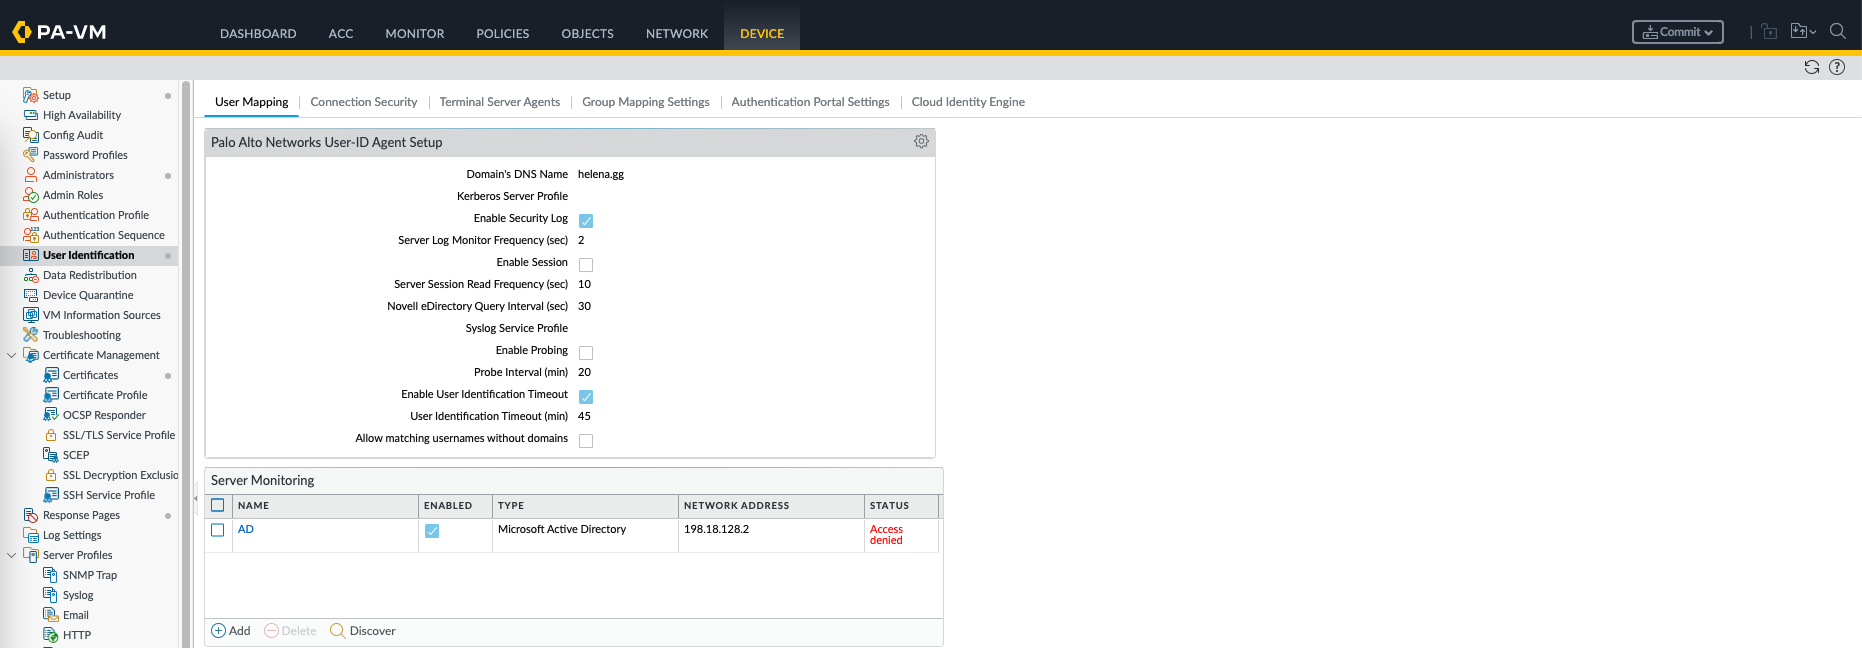 PA-VM
DASHBOARD ACC MONITOR POLICIES OBJECTS NETWORK DEVICE
Commit
Setup
High Availability
Config Audit
Password Profiles
Administrators
Admin Roles
Authentication Profile
Authentication Sequence
User Identification
Data Redistribution
Device Quarantine
VM Information Sources
Troubleshooting
Certificate Management
Certificates
Certificate Profile
OCSP Responder
SSL/TLS Service Profile
SCEP
SSL Decryption Exclusio
SSH Service Profile
Response Pages
Log Settings
Server Profiles
SNMP Trap
Syslog
Email
HTTP
User Mapping Connection Security Terminal Server Agents Group Mapping Settings Authentication Portal Settings Cloud Identity Engine
Palo Alto Networks User-ID Agent Setup
Domain's DNS Name helena.gg
Kerberos Server Profile
Enable Security Log
Server Log Monitor Frequency (sec) 2
Enable Session
Server Session Read Frequency (sec) 10
Novell eDirectory Query Interval (sec) 30
Syslog Service Profile
Enable Probing
Probe Interval (min) 20
Enable User Identification Timeout
User Identification Timeout (min) 45
Allow matching usernames without domains
Server Monitoring
NAME ENABLED TYPE NETWORK ADDRESS STATUS
AD Microsoft Active Directory 198.18.128.2 Access
denied
Add Delete Discover